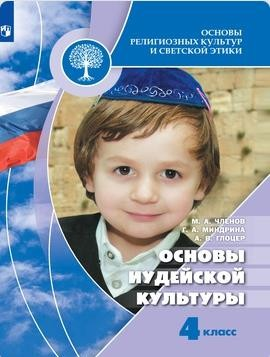 ОСНОВЫ
РЕЛИГИОЗНЫХ КУЛЬТУР
И СВЕТСКОЙ ЭТИКИ
М. А. ЧЛЕНОВ
Г. А. МИНДРИНА
А. В. ГЛОЦЕР
ОСНОВЫ
ИУДЕЙСКОЙ
КУЛЬТУРЫ
4 КЛАСС